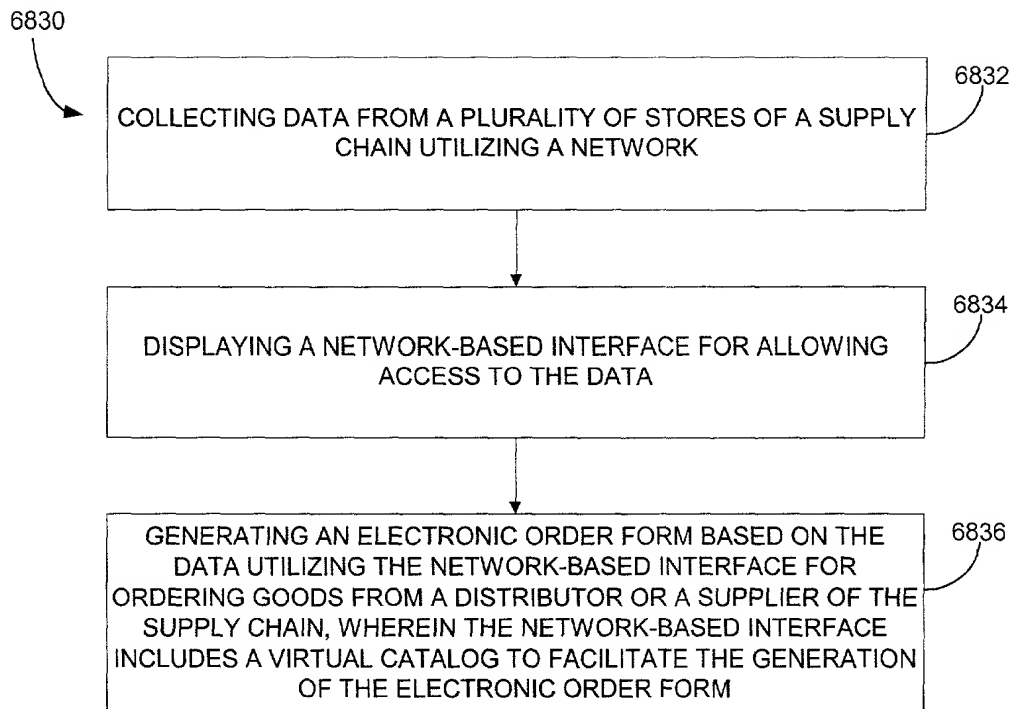 6830
6832
COLLECTING DATA FROM A PLURALITY OF STORES OF A SUPPLY
CHAIN UTILIZING A NETWORK
6834
DISPLAYING A NETWORK-BASED INTERFACE FOR ALLOWING
ACCESS TO THE DATA
6836
GENERATING AN ELECTRONIC ORDER FORM BASED ON THE
DATA UTILIZING THE NETWORK-BASED INTERFACE FOR
ORDERING GOODS FROM A DISTRIBUTOR OR A SUPPLIER OF THE
SUPPLY CHAIN, WHEREIN THE NETWORK-BASED INTERFACE
INCLUDES A VIRTUAL CATALOG TO FACILITATE THE GENERATION
OF THE ELECTRONIC ORDER FORM